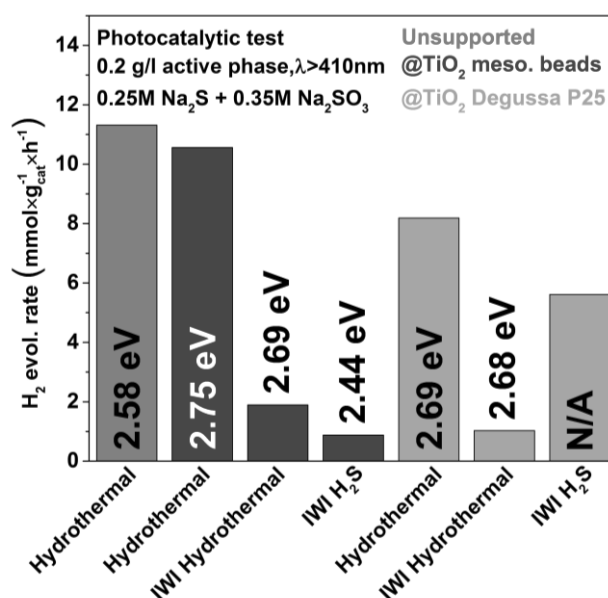 Photocatalytic test
0.2 g/l active phase,λ>410nm
0.25M Na₂S + 0.35M Na₂SO₃
Unsupported
@TiO₂ meso. beads
@TiO₂ Degussa P25
H₂ evol. rate (mmol×g⁻¹cat×h⁻¹)
14
12
10
8
6
4
2
0
2.58 eV
2.75 eV
2.69 eV
2.44 eV
2.69 eV
2.68 eV
N/A
Hydrothermal
Hydrothermal
IWI Hydrothermal
IWI H₂S
Hydrothermal
IWI Hydrothermal
IWI H₂S